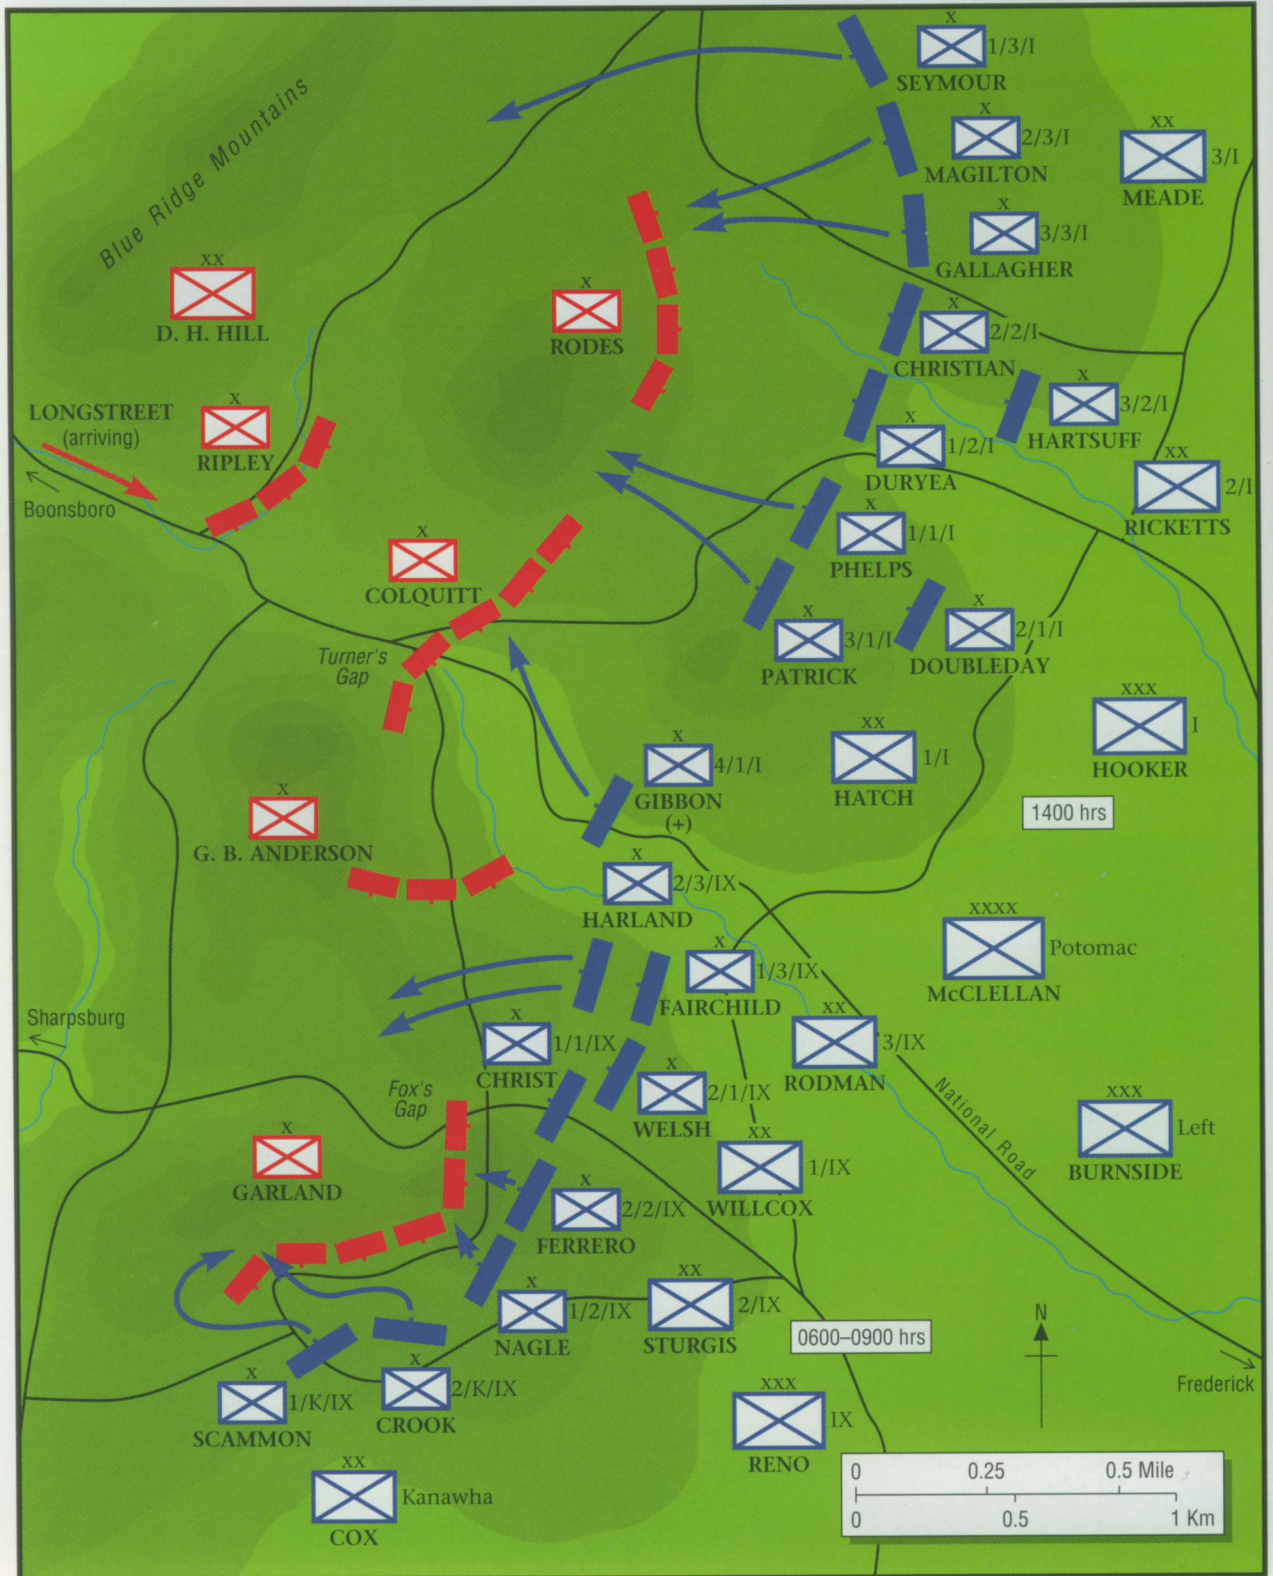 x
1/3/I
SEYMOUR
x
2/3/I
MAGILTON
xx
3/I
MEADE
x
3/3/I
GALLAGHER
Blue Ridge Mountains
xx
D. H. HILL
x
RODES
x
2/2/I
CHRISTIAN
x
3/2/I
HARTSUFF
LONGSTREET
(arriving)
x
RIPLEY
Boonsboro
x
1/2/I
DURYEA
xx
2/I
RICKETTS
x
1/1/I
PHELPS
x
COLQUITT
x
3/1/I
PATRICK
x
2/1/I
DOUBLEDAY
Turner's
Gap
xxx
I
HOOKER
x
4/1/I
GIBBON
(+)
xx
1/I
HATCH
1400 hrs
x
G. B. ANDERSON
x
2/3/IX
HARLAND
xxxx
Potomac
McCLELLAN
x
1/3/IX
FAIRCHILD
Sharpsburg
x
1/1/IX
CHRIST
xx
3/IX
RODMAN
Fox's
Gap
x
2/1/IX
WELSH
National Road
xxx
Left
BURNSIDE
x
GARLAND
xx
1/IX
WILLCOX
x
2/2/IX
FERRERO
x
1/2/IX
NAGLE
xx
2/IX
STURGIS
0600–0900 hrs
N
Frederick
x
1/K/IX
SCAMMON
x
2/K/IX
CROOK
xxx
IX
RENO
xx
Kanawha
COX
0 0.25 0.5 Mile
0 0.5 1 Km